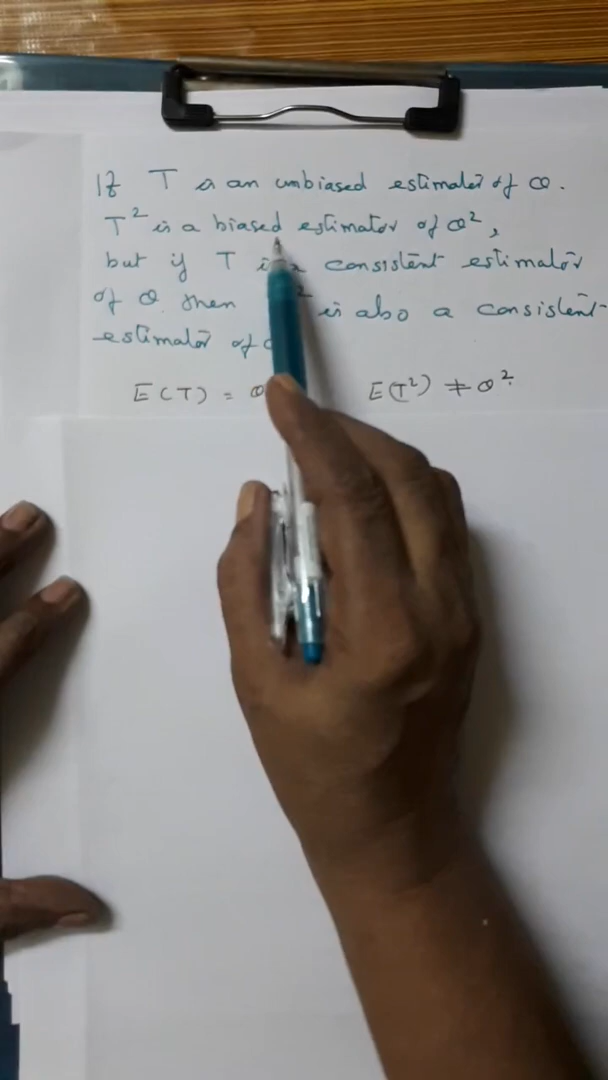 If T is an unbiased estimator of θ.
T² is a biased estimator of θ²,
but if T is consistent estimator
of θ then ² is also a consistent
estimator of
E(T) = θ E(T²) ≠ θ².